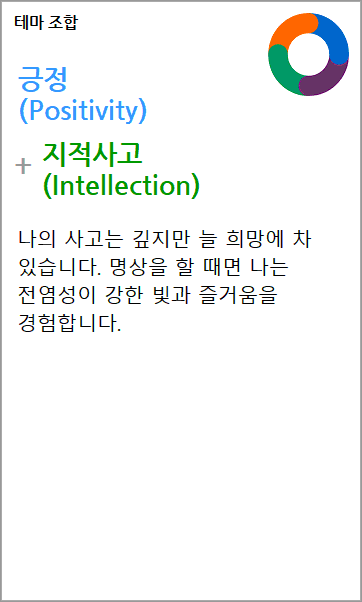 테마 조합
긍정
(Positivity)
+ 지적사고
(Intellection)
나의 사고는 깊지만 늘 희망에 차
있습니다. 명상을 할 때면 나는
전염성이 강한 빛과 즐거움을
경험합니다.